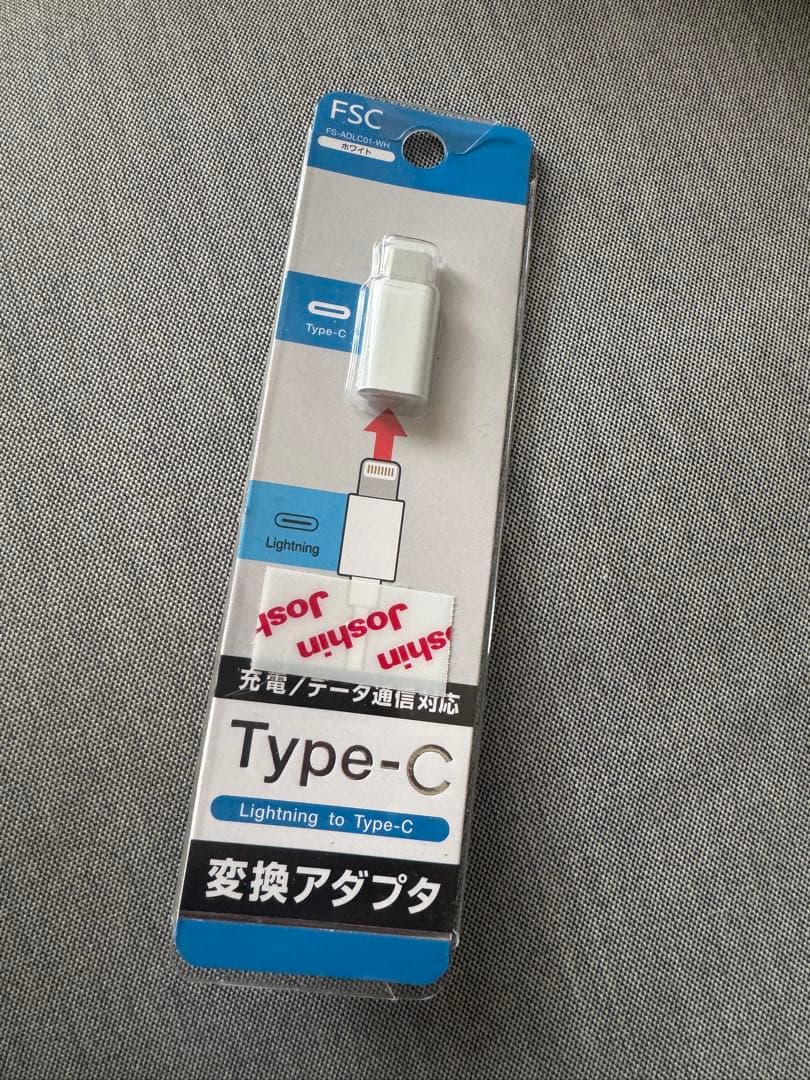 FSC
FS-ADLC01-WH
ホワイト
Type-C
Lightning
Joshin
Joshin
Joshin
充電/データ通信対応
Type-C
Lightning to Type-C
変換アダプタ